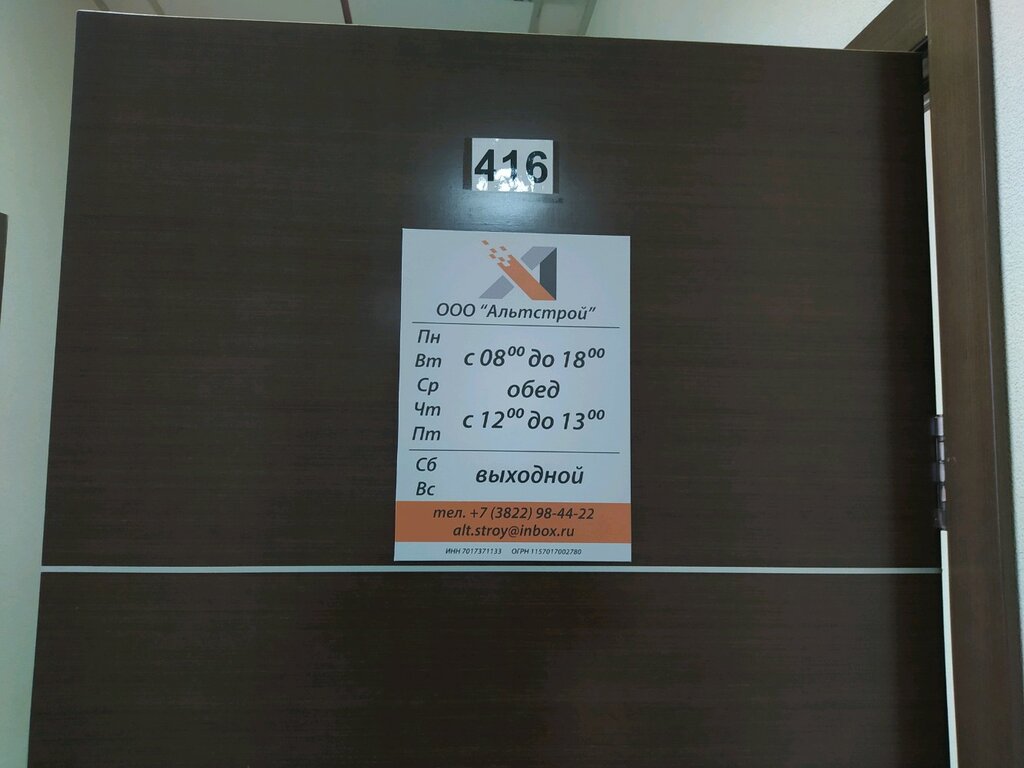 416
ООО "Альтстрой"
Пн
Вт
Ср
Чт
Пт
с 08⁰⁰ до 18⁰⁰
обед
с 12⁰⁰ до 13⁰⁰
Сб
Вс
выходной
тел. +7 (3822) 98-44-22
alt.stroy@inbox.ru
ИНН 7017371133 ОГРН 1157017002780